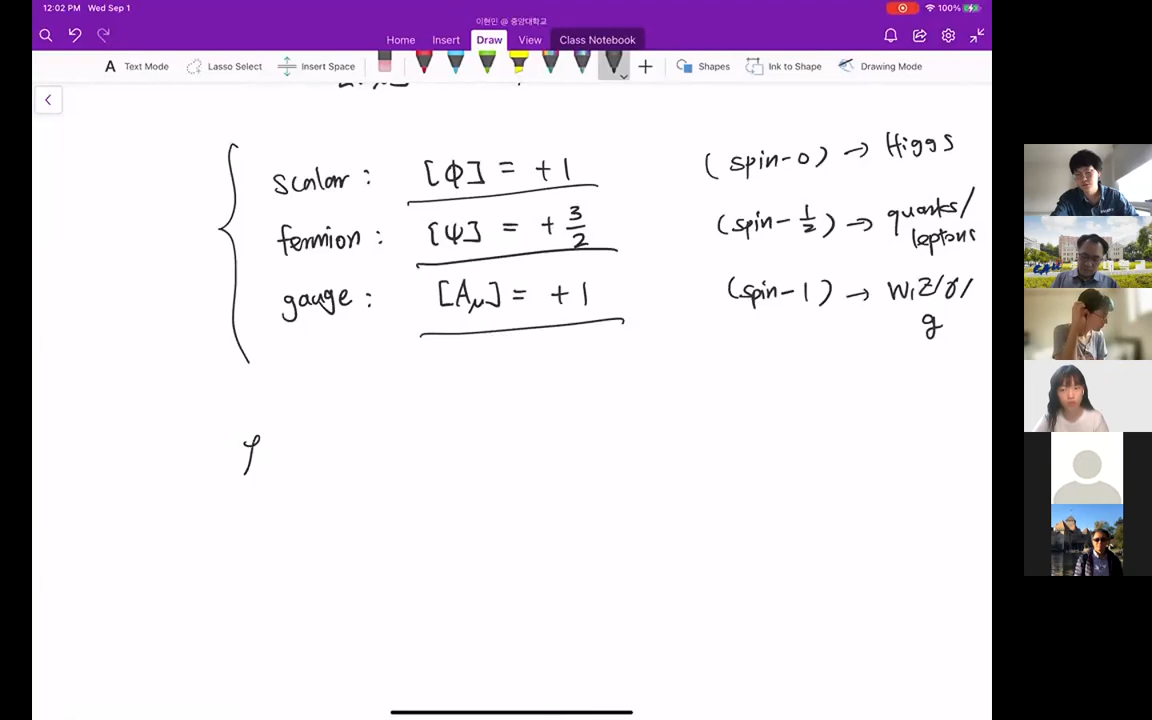 12:02 PM Wed Sep 1
100%
이현민 @ 중앙대학교
Home Insert Draw View Class Notebook
A Text Mode Lasso Select Insert Space Shapes Ink to Shape Drawing Mode
scalar : [ϕ] = +1 (spin-0) → Higgs
fermion : [ψ] = + 3/2 (spin-1/2) → quarks/
leptons
gauge : [Aμ] = +1 (spin-1) → W,Z/γ/
g